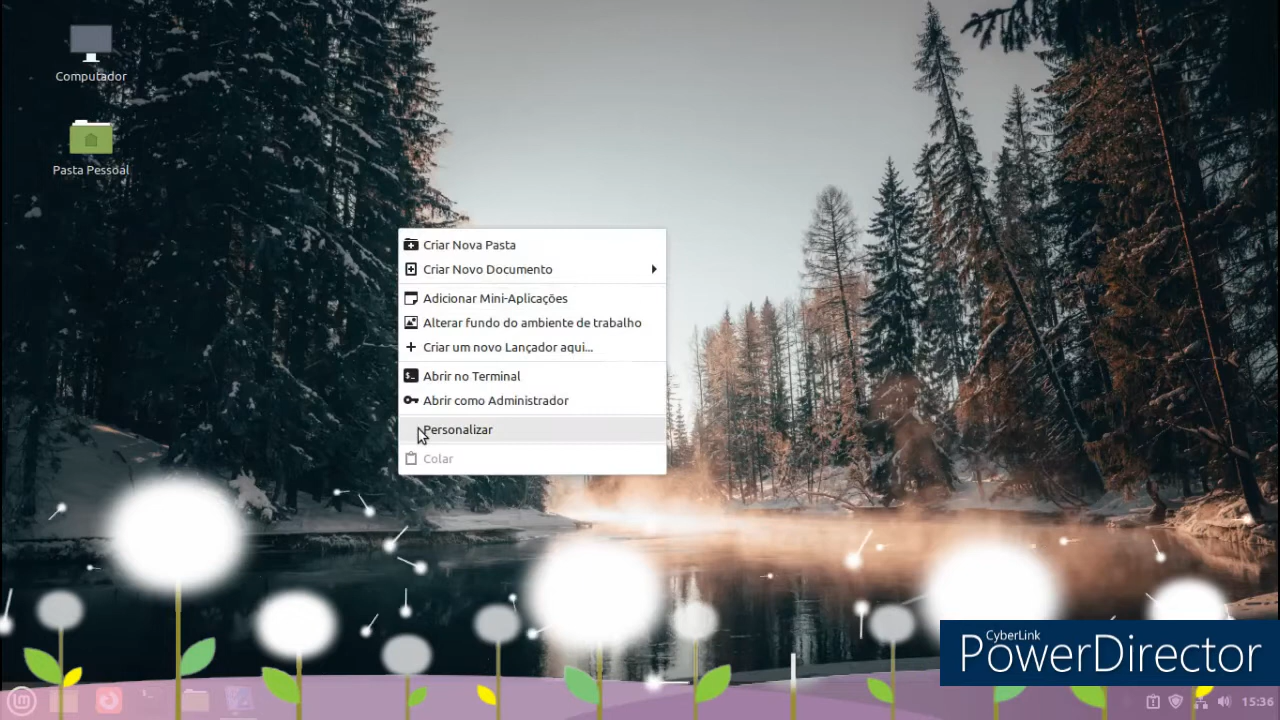 Computador
Pasta Pessoal
Criar Nova Pasta
Criar Novo Documento
Adicionar Mini-Aplicações
Alterar fundo do ambiente de trabalho
Criar um novo Lançador aqui...
Abrir no Terminal
Abrir como Administrador
Personalizar
Colar
CyberLink
PowerDirector
15:36